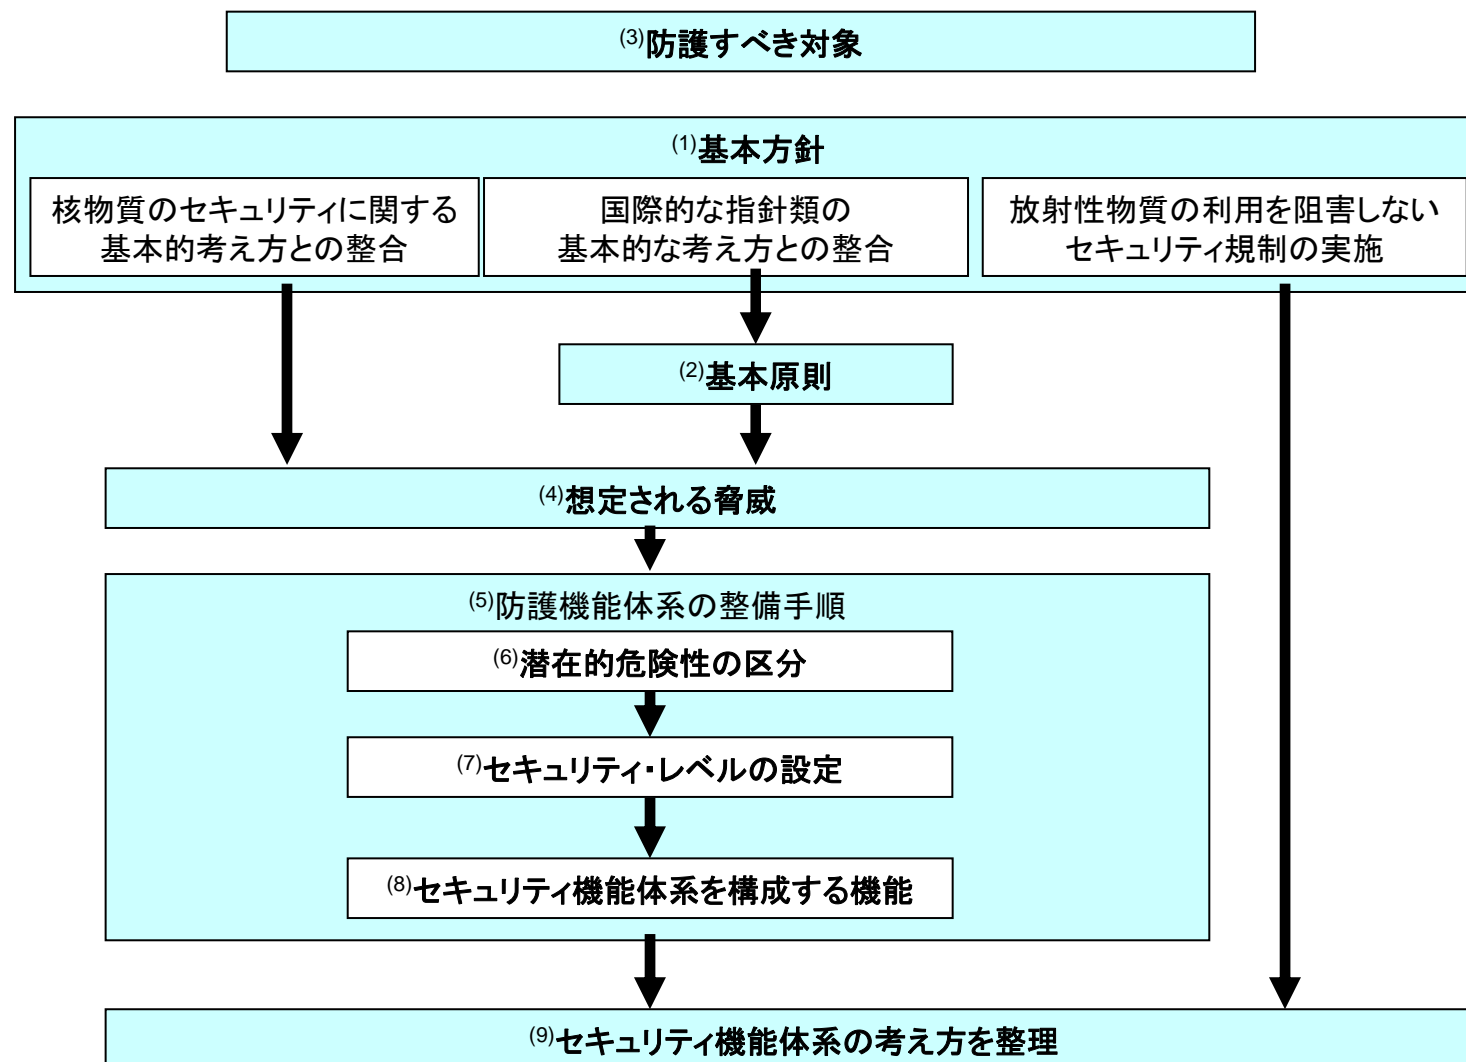 (3)防護すべき対象
(1)基本方針
核物質のセキュリティに関する
基本的考え方との整合
国際的な指針類の
基本的な考え方との整合
放射性物質の利用を阻害しない
セキュリティ規制の実施
(2)基本原則
(4)想定される脅威
(5)防護機能体系の整備手順
(6)潜在的危険性の区分
(7)セキュリティ・レベルの設定
(8)セキュリティ機能体系を構成する機能
(9)セキュリティ機能体系の考え方を整理